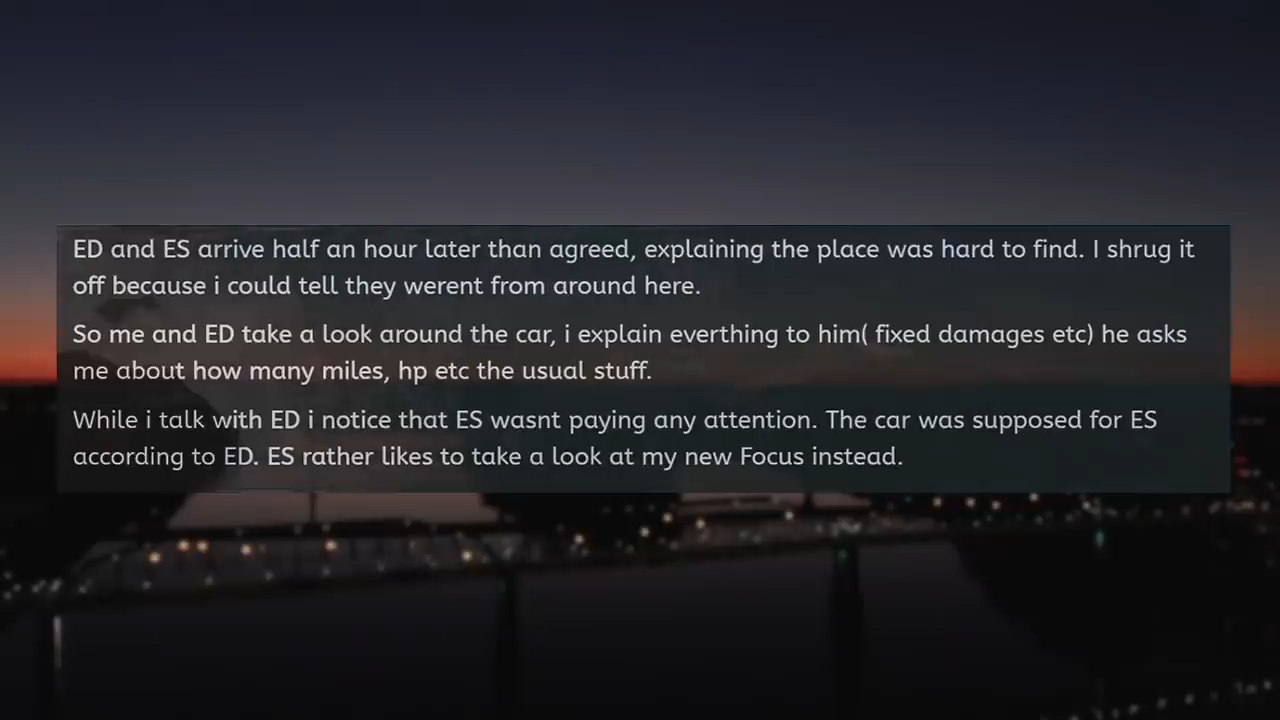 ED and ES arrive half an hour later than agreed, explaining the place was hard to find. I shrug it
off because i could tell they werent from around here.
So me and ED take a look around the car, i explain everthing to him( fixed damages etc) he asks
me about how many miles, hp etc the usual stuff.
While i talk with ED i notice that ES wasnt paying any attention. The car was supposed for ES
according to ED. ES rather likes to take a look at my new Focus instead.